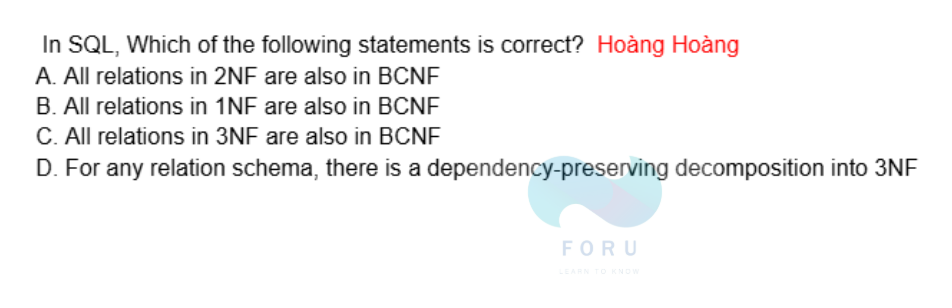 In SQL, Which of the following statements is correct? Hoàng Hoàng
A. All relations in 2NF are also in BCNF
B. All relations in 1NF are also in BCNF
C. All relations in 3NF are also in BCNF
D. For any relation schema, there is a dependency-preserving decomposition into 3NF
FORU
LEARN TO KNOW